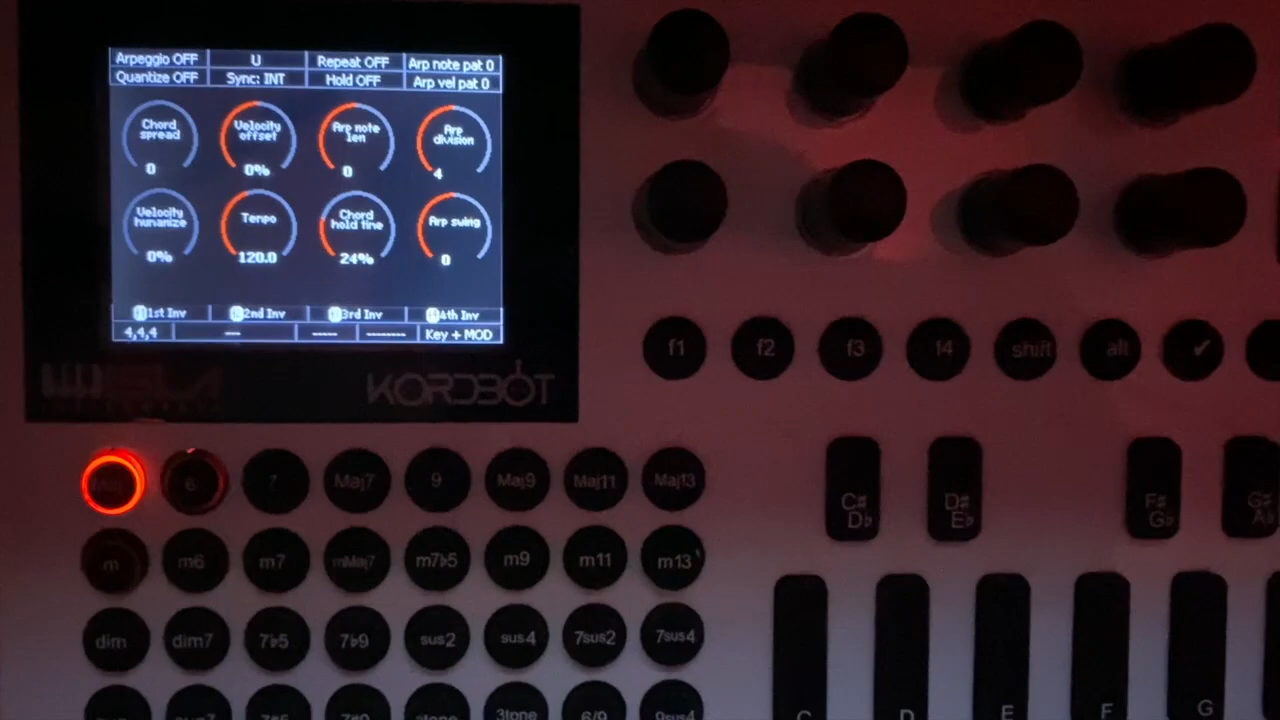 Arpeggio OFF U Repeat OFF Arp note pat 0
Quantize OFF Sync: INT Hold OFF Arp vel pat 0
Chord spread 0
Velocity offset 0%
Arp note len 0
Arp division 4
Velocity humanize 0%
Tempo 120.0
Chord hold time 24%
Arp swing 0
1st Inv 2nd Inv 3rd Inv 4th Inv
4,4,4 --- ----- ------- Key + MOD
KORDBOT
f1 f2 f3 f4 shift alt ✓
Maj 6 7 Maj7 9 Maj9 Maj11 Maj13
m m6 m7 mMaj7 m7♭5 m9 m11 m13
dim dim7 7♭5 7♭9 sus2 sus4 7sus2 7sus4
3tone 6/9 9sus4
C♯ D♭
D♯ E♭
F♯ G♭
G♯ A♭
C D E F G